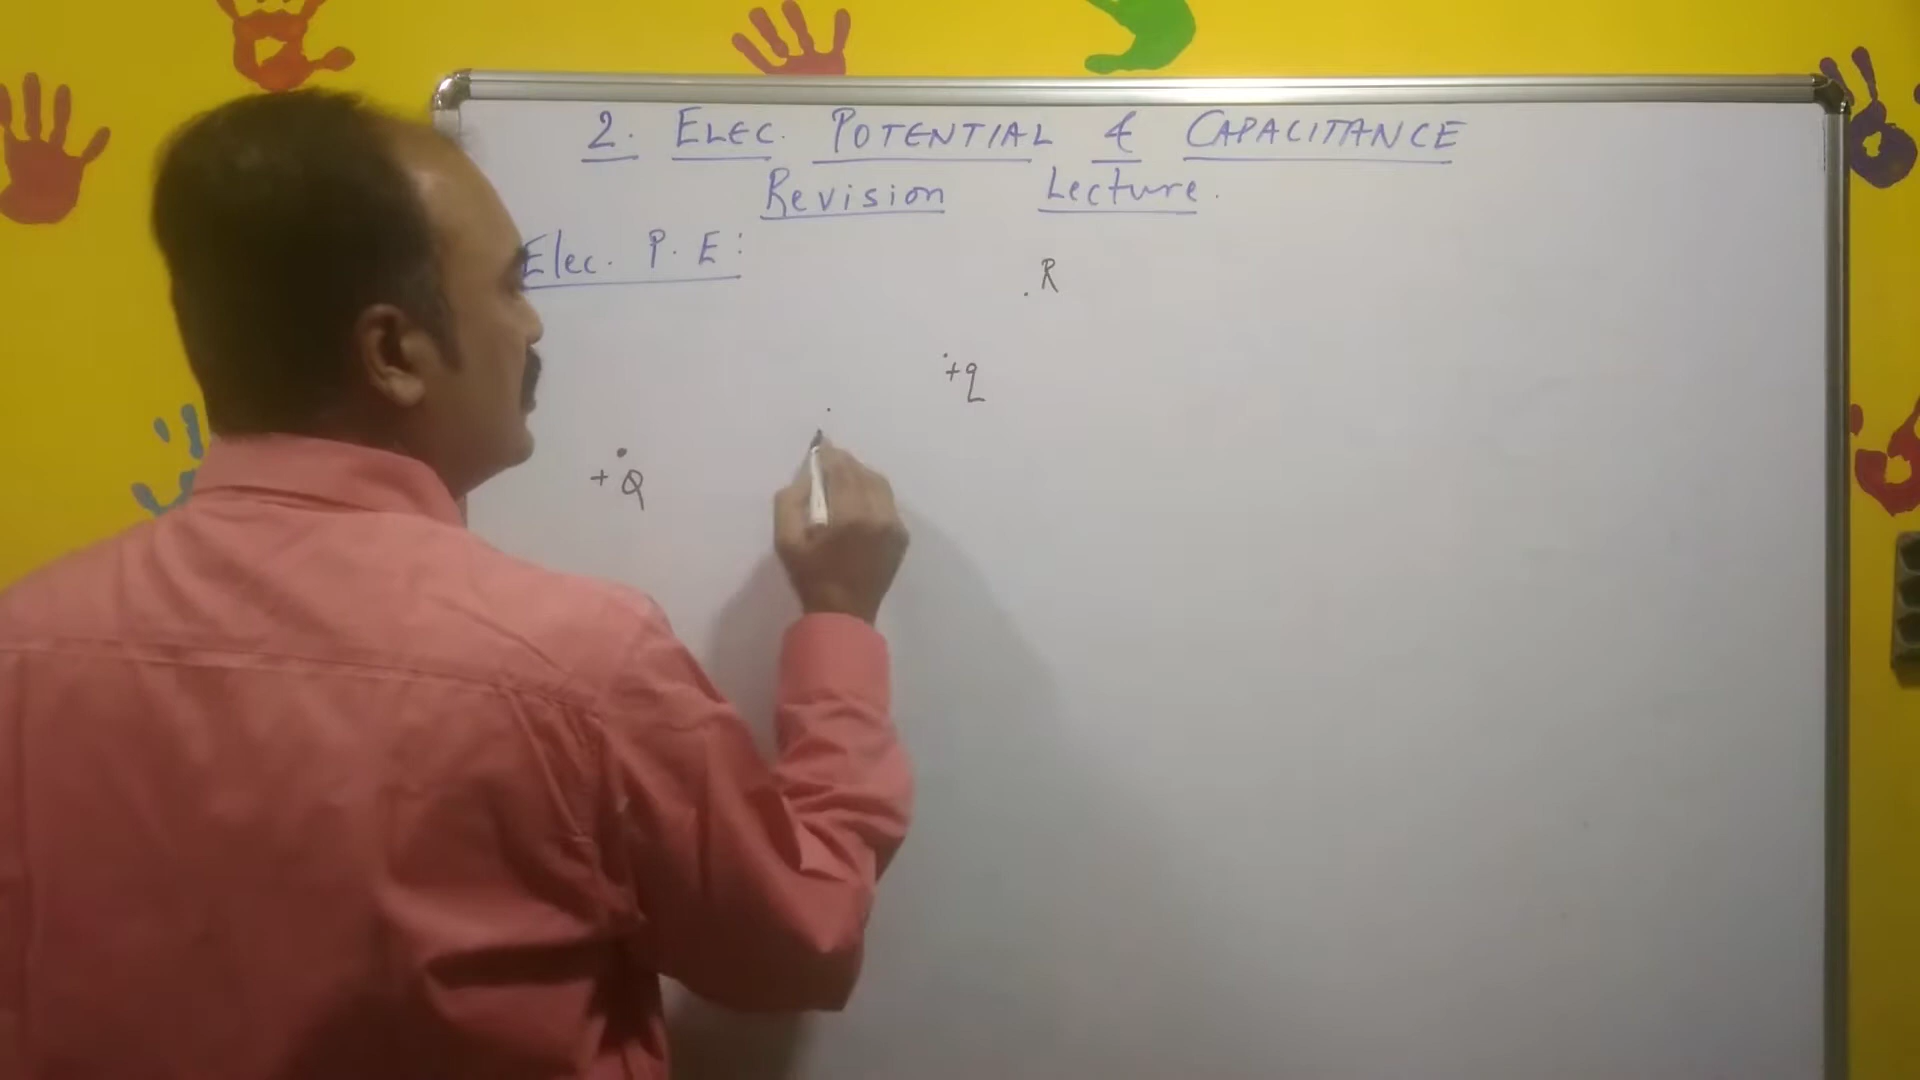 2. ELEC. POTENTIAL & CAPACITANCE
Revision Lecture.
Elec. P. E:
. R
+q
+Q